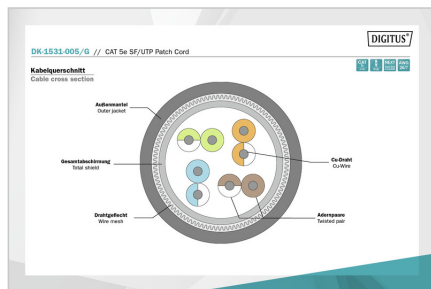 DIGITUS®
DK-1531-005/G // CAT 5e SF/UTP Patch Cord
Kabelquerschnitt
Cable cross section
Außenmantel
Outer jacket
Gesamtabschirmung
Total shield
Drahtgeflecht
Wire mesh
Cu-Draht
Cu-Wire
Adernpaare
Twisted pair